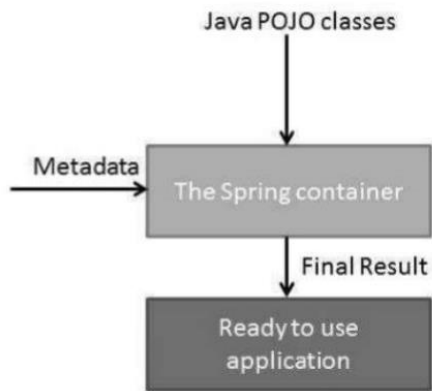 Java POJO classes
Metadata
The Spring container
Final Result
Ready to use
application